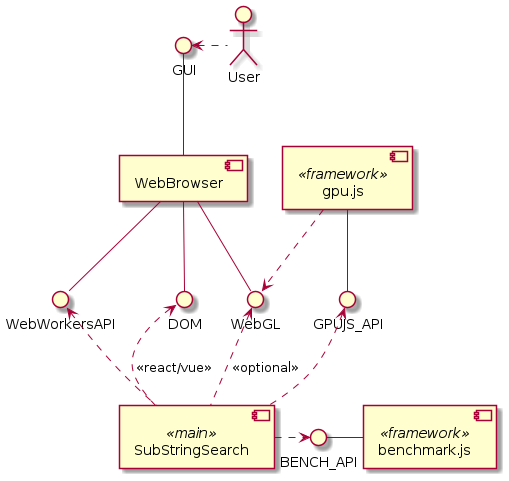 GUI
User
WebBrowser
«framework»
gpu.js
WebWorkersAPI
DOM
WebGL
GPUJS_API
«react/vue»
«optional»
«main»
SubStringSearch
BENCH_API
«framework»
benchmark.js